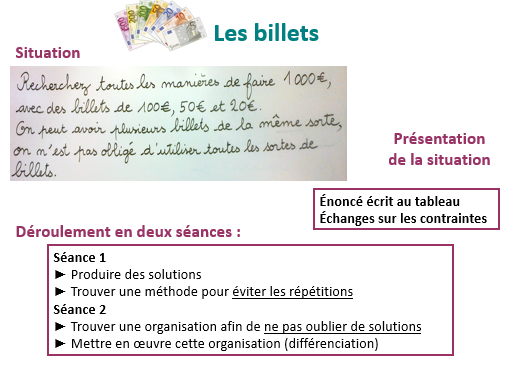 Les billets
Situation
Recherchez toutes les manières de faire 1000€,
avec des billets de 100€, 50€ et 20€.
On peut avoir plusieurs billets de la même sorte,
on n'est pas obligé d'utiliser toutes les sortes de
billets.
Présentation
de la situation
Énoncé écrit au tableau
Échanges sur les contraintes
Déroulement en deux séances :
Séance 1
► Produire des solutions
► Trouver une méthode pour éviter les répétitions
Séance 2
► Trouver une organisation afin de ne pas oublier de solutions
► Mettre en œuvre cette organisation (différenciation)